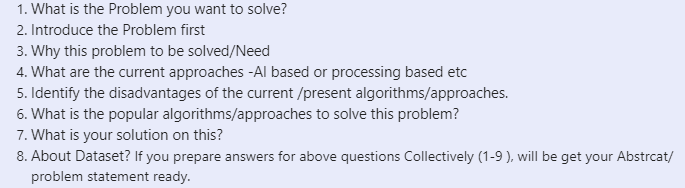 1. What is the Problem you want to solve?
2. Introduce the Problem first
3. Why this problem to be solved/Need
4. What are the current approaches -AI based or processing based etc
5. Identify the disadvantages of the current /present algorithms/approaches.
6. What is the popular algorithms/approaches to solve this problem?
7. What is your solution on this?
8. About Dataset? If you prepare answers for above questions Collectively (1-9 ), will be get your Abstrcat/
problem statement ready.